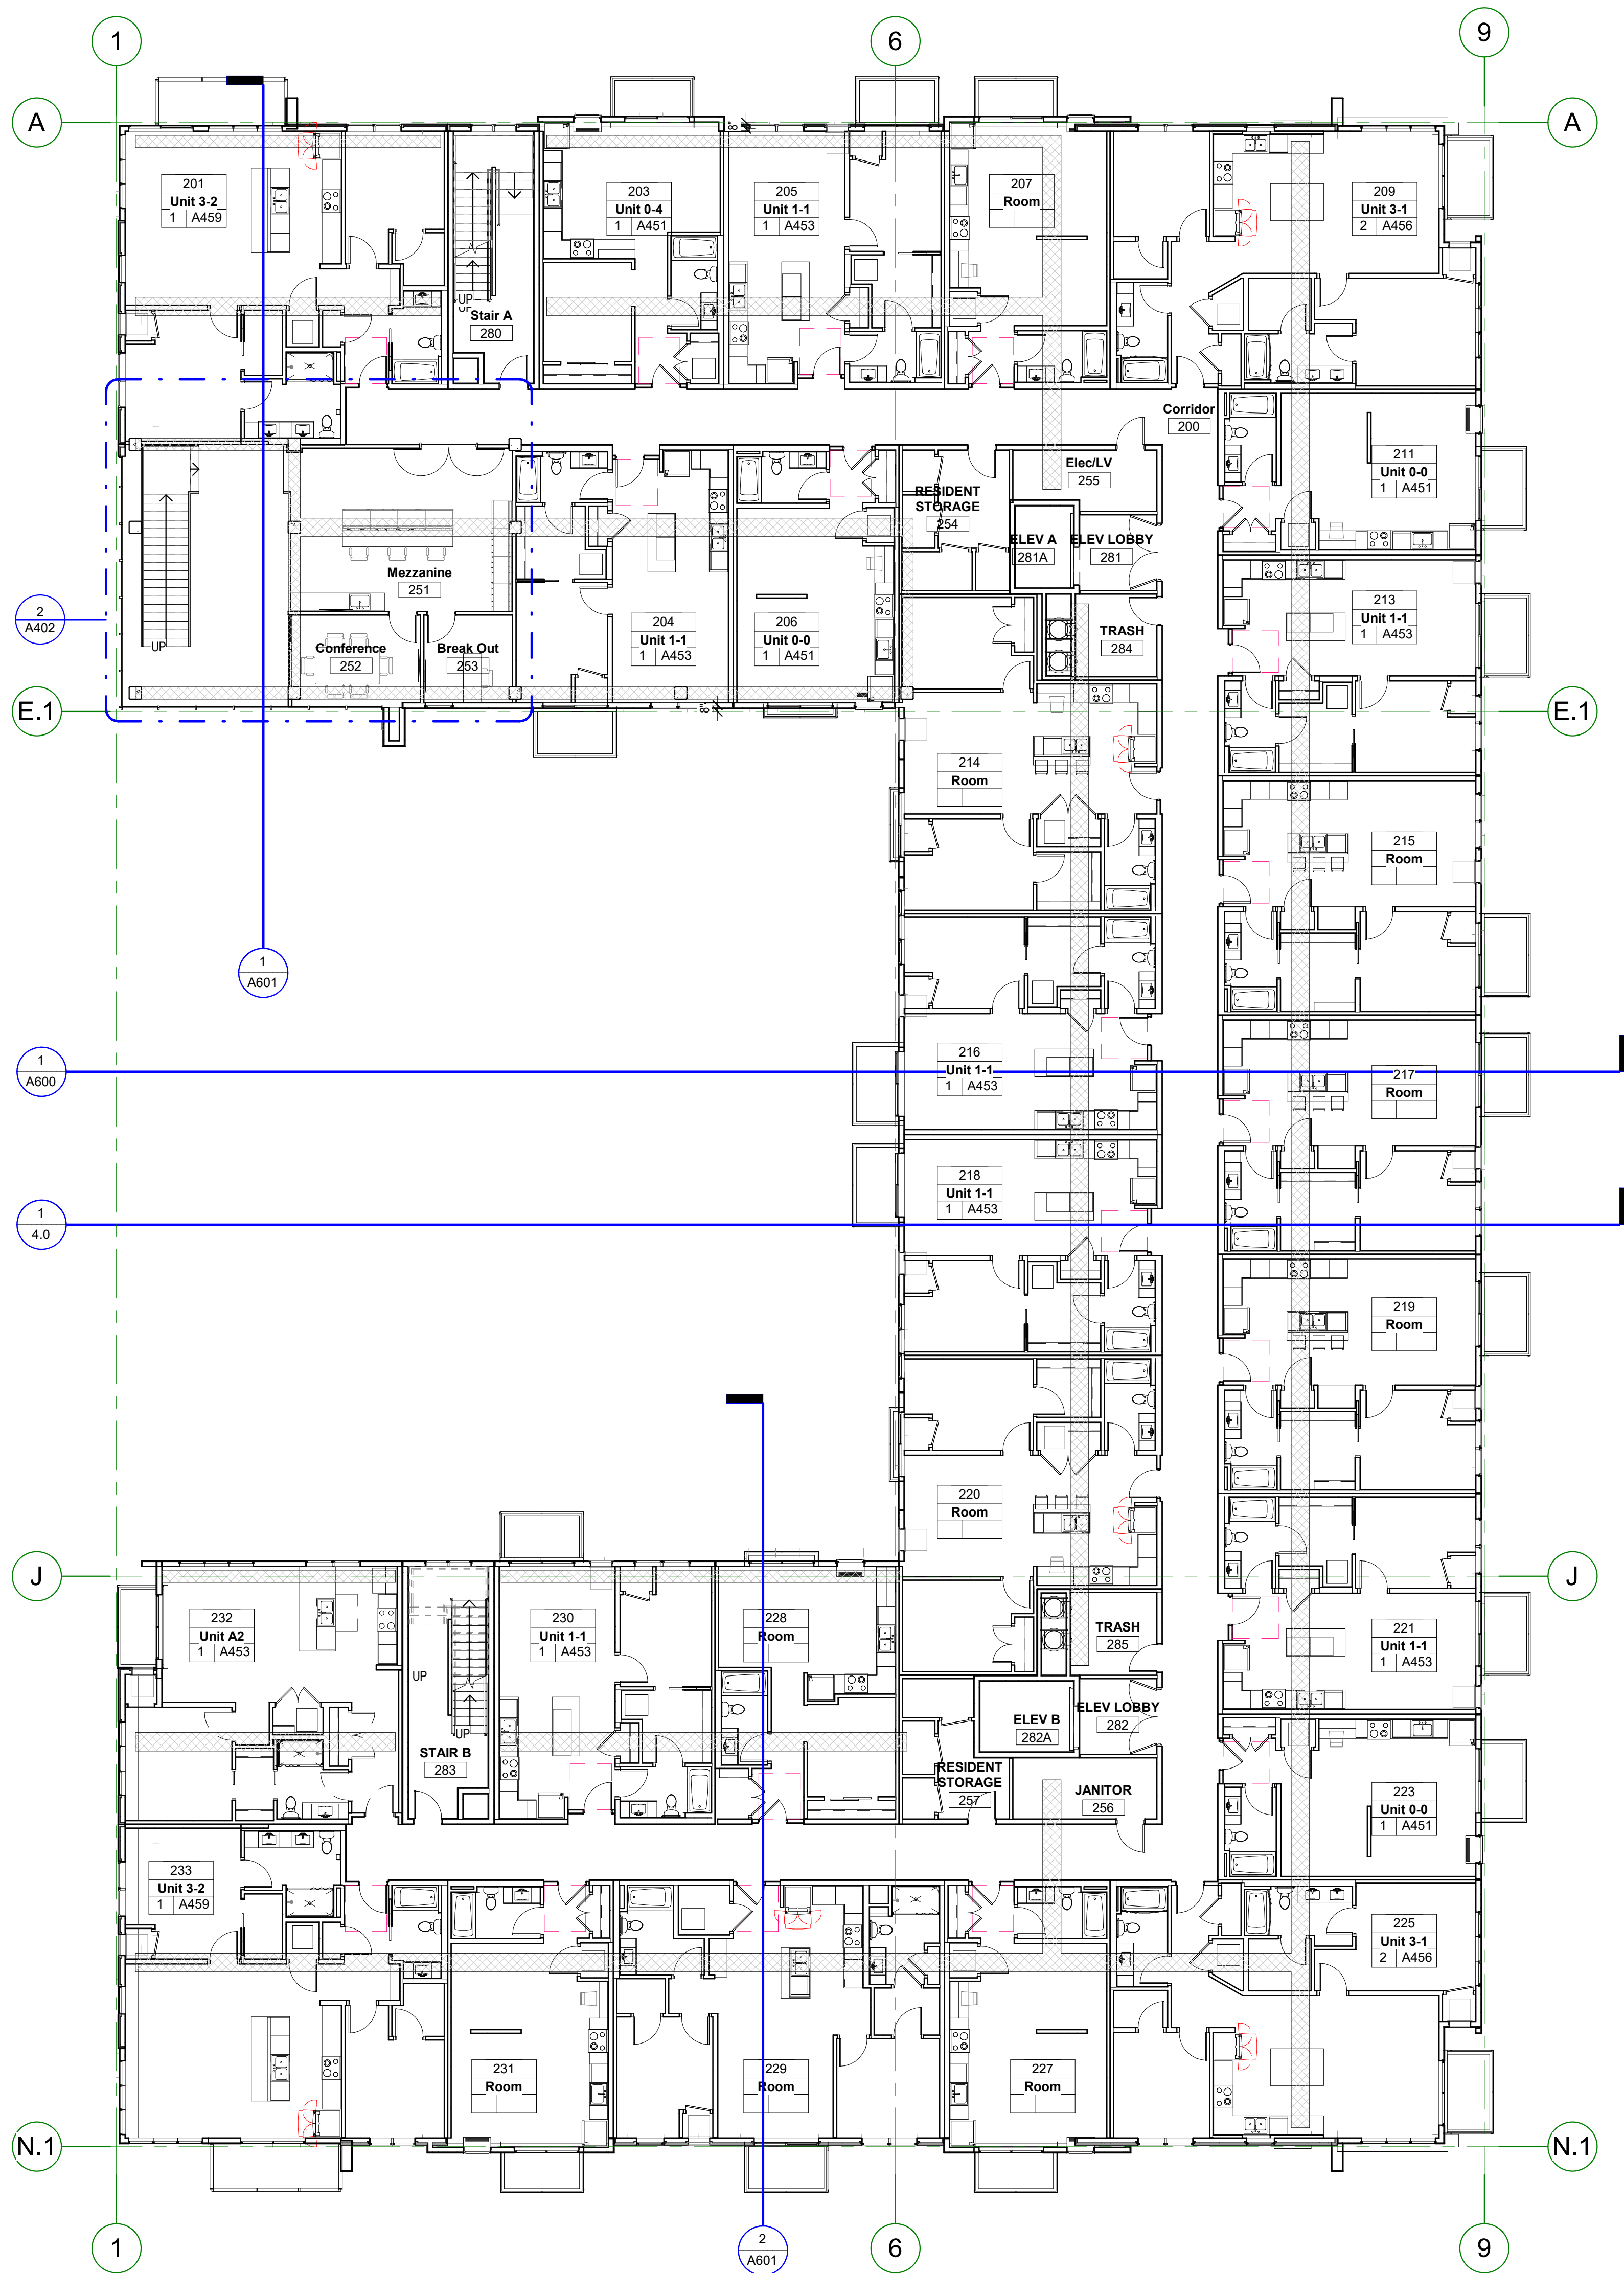 1
6
9
A
A
8"
201
Unit 3-2
1 A459
203
Unit 0-4
1 A451
205
Unit 1-1
1 A453
207
Room
209
Unit 3-1
2 A456
UP
UP
Stair A
280
Corridor
200
211
Unit 0-0
1 A451
Elec/LV
255
RESIDENT
STORAGE
254
ELEV A
281A
ELEV LOBBY
281
Mezzanine
251
2
A402
UP
Conference
252
Break Out
253
204
Unit 1-1
1 A453
206
Unit 0-0
1 A451
TRASH
284
213
Unit 1-1
1 A453
E.1
8"
E.1
214
Room
215
Room
1
A601
1
A600
216
Unit 1-1
1 A453
217
Room
1
4.0
218
Unit 1-1
1 A453
219
Room
220
Room
J
J
232
Unit A2
1 A453
UP
UP
STAIR B
283
230
Unit 1-1
1 A453
228
Room
TRASH
285
221
Unit 1-1
1 A453
ELEV B
282A
ELEV LOBBY
282
RESIDENT
STORAGE
257
JANITOR
256
223
Unit 0-0
1 A451
233
Unit 3-2
1 A459
225
Unit 3-1
2 A456
231
Room
229
Room
227
Room
N.1
N.1
1
2
A601
6
9